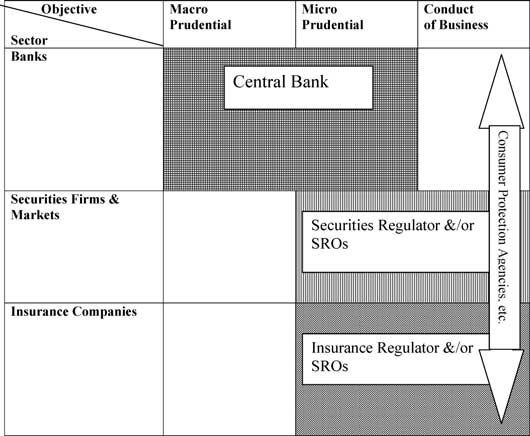 Objective
Sector
Macro
Prudential
Micro
Prudential
Conduct
of Business
Banks
Central Bank
Securities Firms &
Markets
Securities Regulator &/or
SROs
Insurance Companies
Insurance Regulator &/or
SROs
Consumer Protection Agencies, etc.